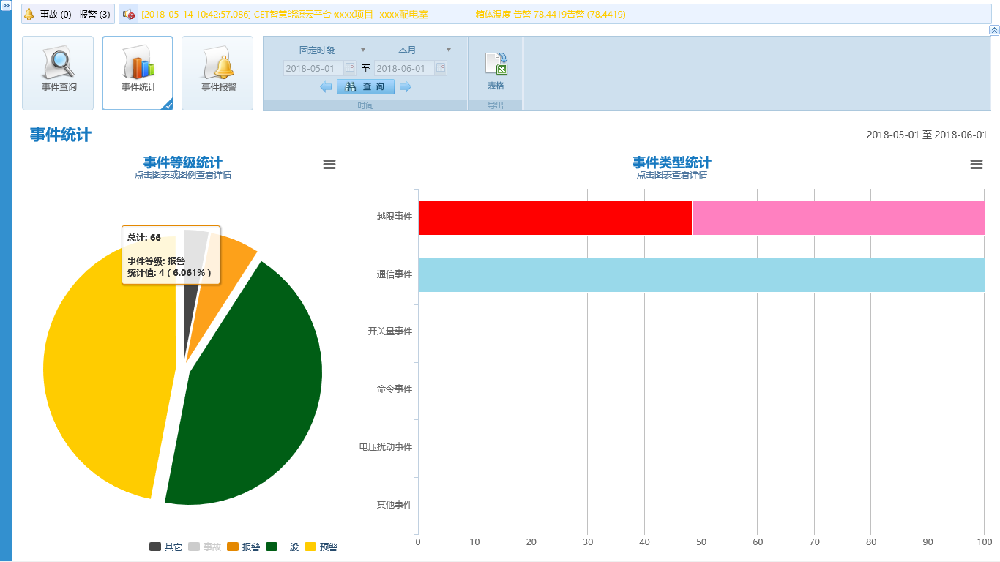 事故 (0) 报警 (3)
[2018-05-14 10:42:57.086] CET智慧能源云平台 xxxx项目 xxxx配电室 箱体温度 告警 78.4419告警 (78.4419)
事件查询
事件统计
事件报警
固定时段 本月
2018-05-01 至 2018-06-01
查 询
时间
表格
导出
事件统计
2018-05-01 至 2018-06-01
事件等级统计
点击图表或图例查看详情
总计: 66
事件等级: 报警
统计值: 4 ( 6.061% )
其它 事故 报警 一般 预警
事件类型统计
点击图表查看详情
越限事件
通信事件
开关量事件
命令事件
电压扰动事件
其他事件
0 10 20 30 40 50 60 70 80 90 100